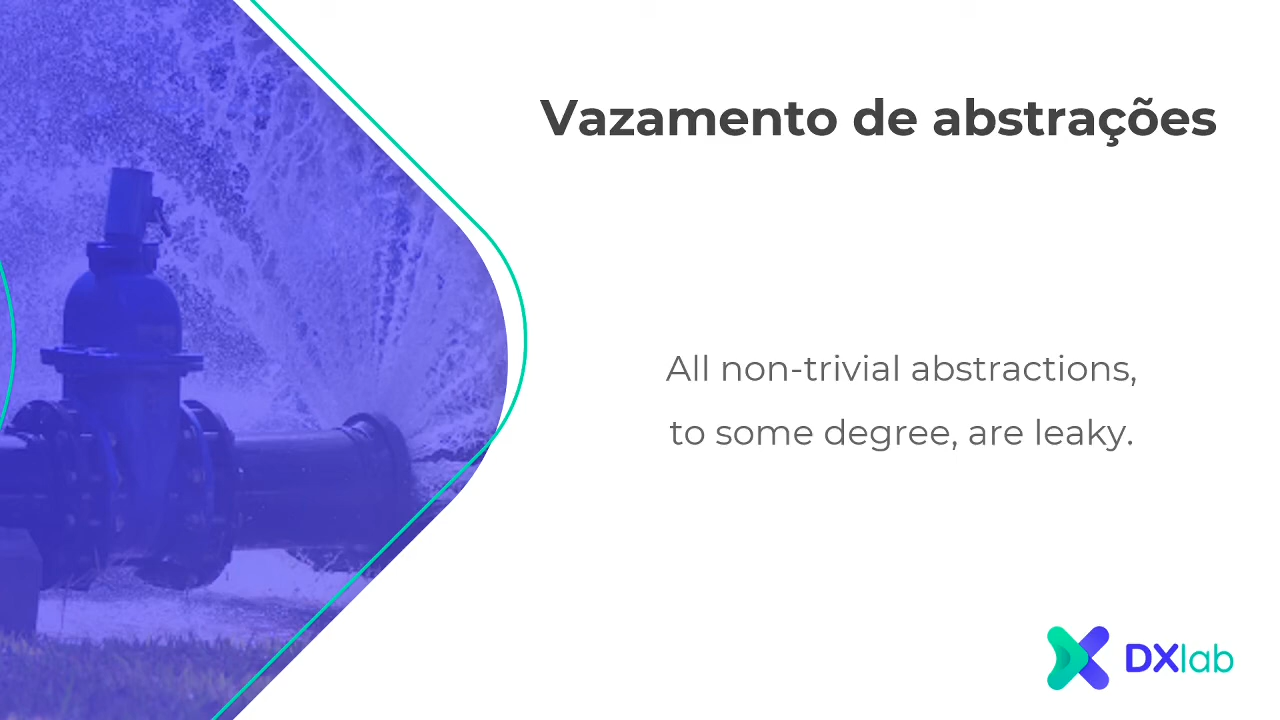 Vazamento de abstrações
All non-trivial abstractions,
to some degree, are leaky.
DXlab